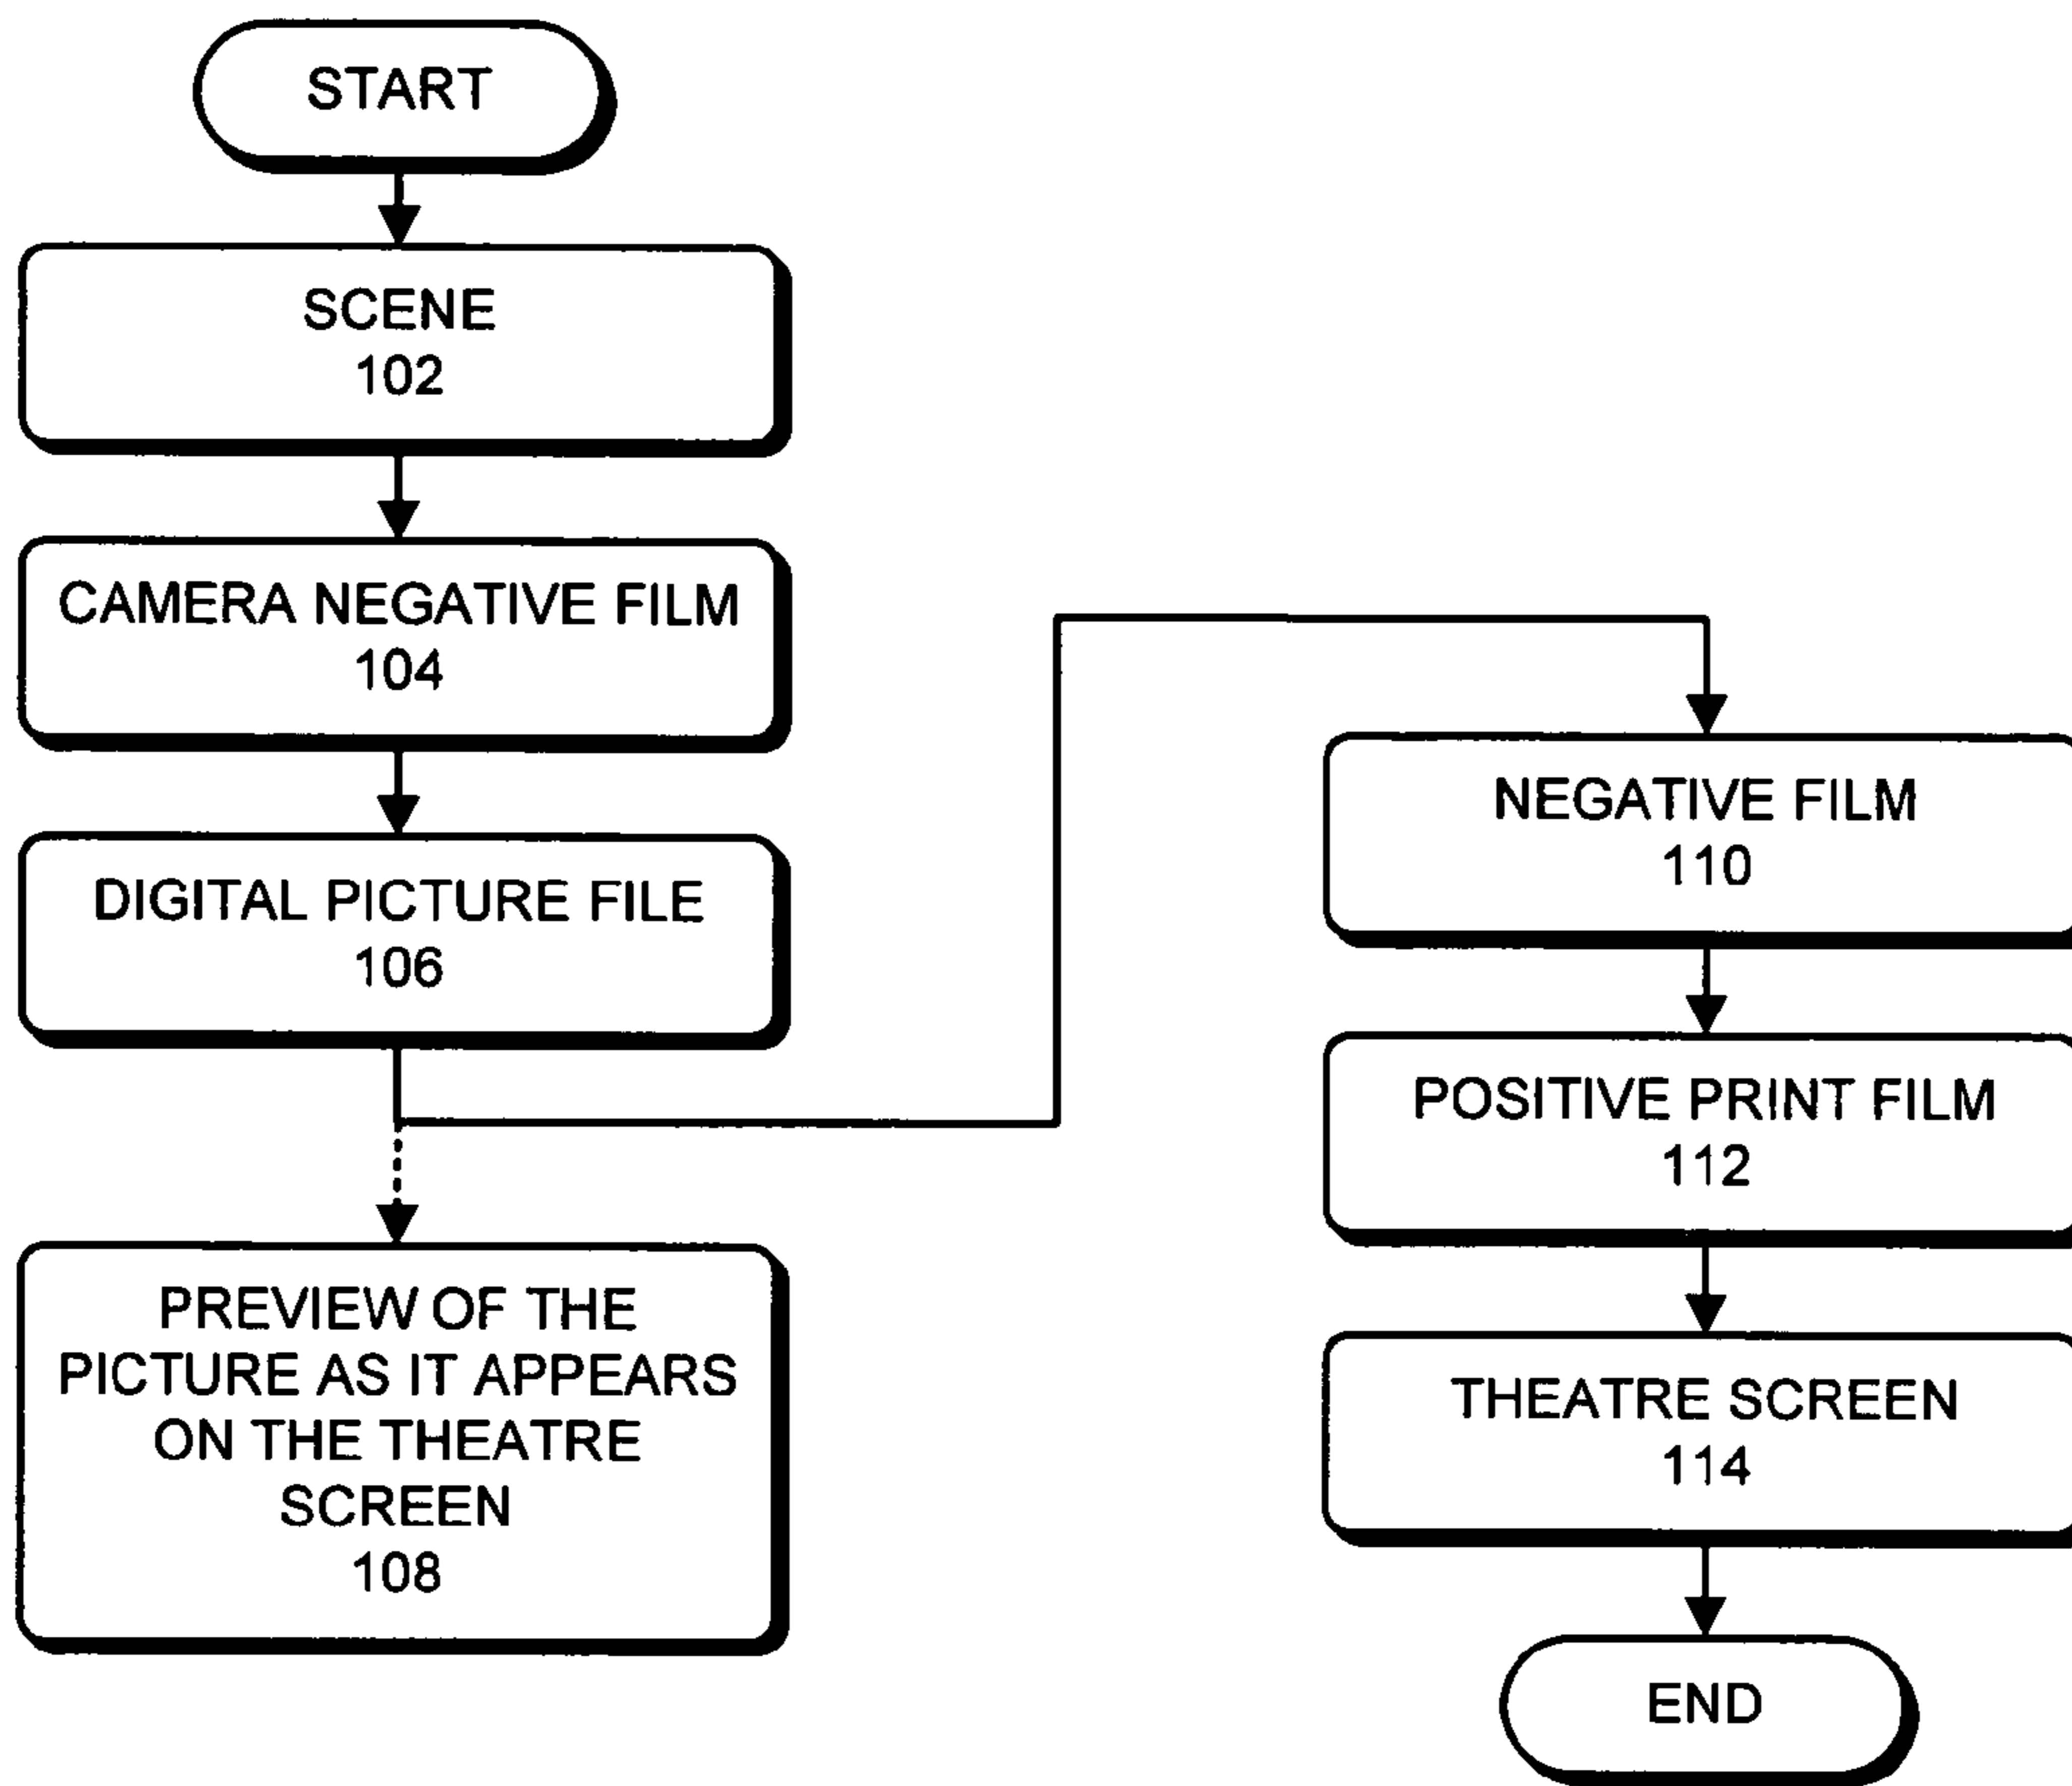 START
SCENE
102
CAMERA NEGATIVE FILM
104
DIGITAL PICTURE FILE
106
PREVIEW OF THE
PICTURE AS IT APPEARS
ON THE THEATRE
SCREEN
108
NEGATIVE FILM
110
POSITIVE PRINT FILM
112
THEATRE SCREEN
114
END